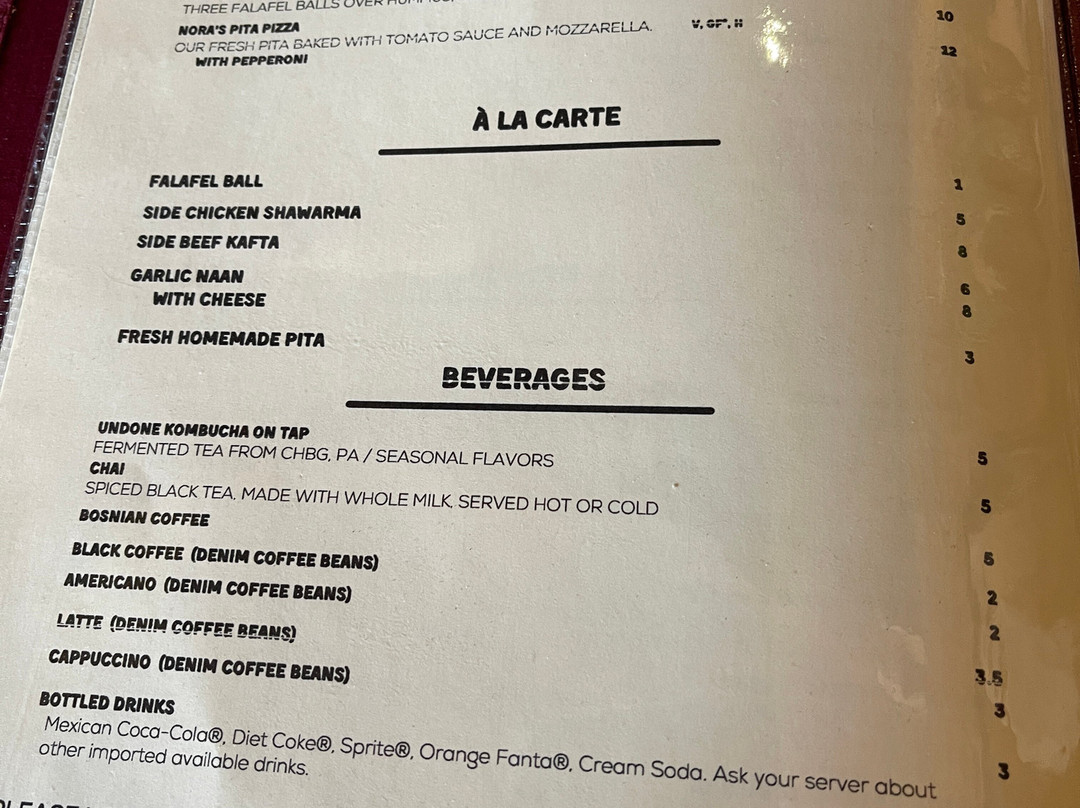 THREE FALAFEL BALLS OVER
NORA'S PITA PIZZA V, GF*, H 10
OUR FRESH PITA BAKED WITH TOMATO SAUCE AND MOZZARELLA.
WITH PEPPERONI 12
À LA CARTE
FALAFEL BALL 1
SIDE CHICKEN SHAWARMA 5
SIDE BEEF KAFTA 8
GARLIC NAAN 6
WITH CHEESE 8
FRESH HOMEMADE PITA 3
BEVERAGES
UNDONE KOMBUCHA ON TAP 5
FERMENTED TEA FROM CHBG, PA / SEASONAL FLAVORS
CHAI 5
SPICED BLACK TEA. MADE WITH WHOLE MILK. SERVED HOT OR COLD
BOSNIAN COFFEE 5
BLACK COFFEE (DENIM COFFEE BEANS) 2
AMERICANO (DENIM COFFEE BEANS) 2
LATTE (DENIM COFFEE BEANS) 3.5
CAPPUCCINO (DENIM COFFEE BEANS) 3
BOTTLED DRINKS 3
Mexican Coca-Cola®, Diet Coke®, Sprite®, Orange Fanta®, Cream Soda. Ask your server about
other imported available drinks.